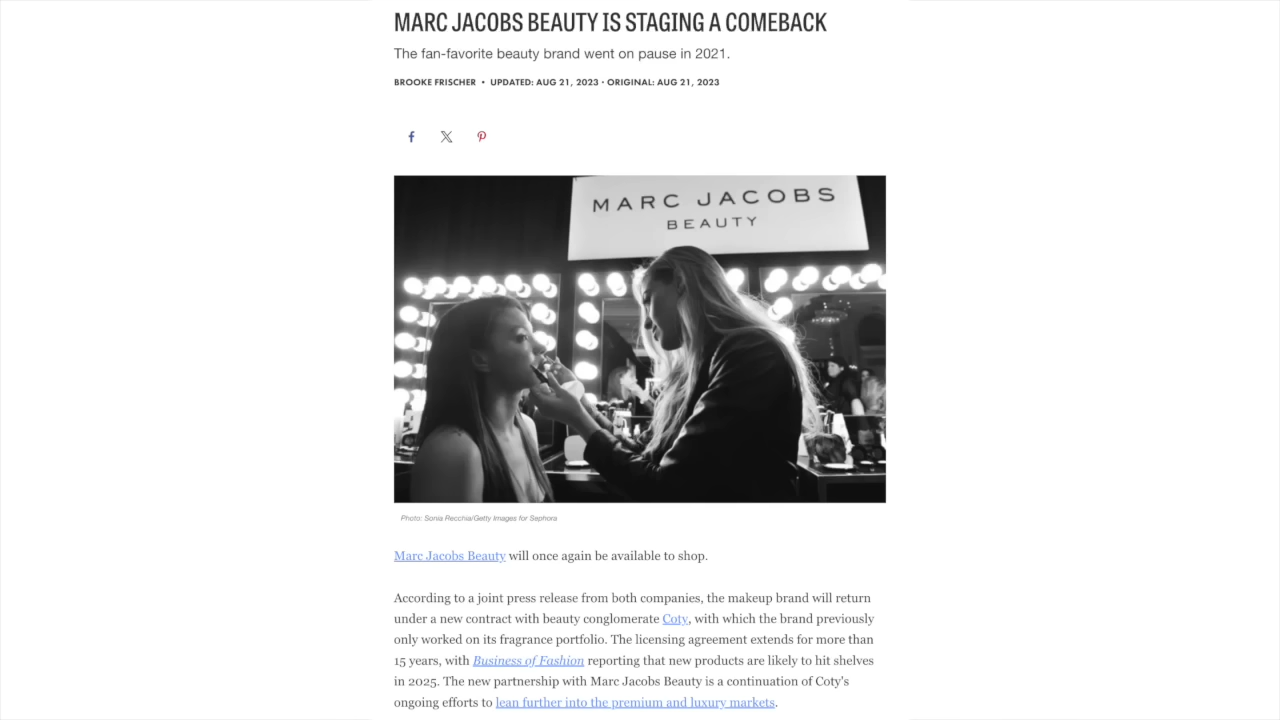 MARC JACOBS BEAUTY IS STAGING A COMEBACK
The fan-favorite beauty brand went on pause in 2021.
BROOKE FRISCHER • UPDATED: AUG 21, 2023 · ORIGINAL: AUG 21, 2023
MARC JACOBS
BEAUTY
Photo: Sonia Recchia/Getty Images for Sephora
Marc Jacobs Beauty will once again be available to shop.
According to a joint press release from both companies, the makeup brand will return
under a new contract with beauty conglomerate Coty, with which the brand previously
only worked on its fragrance portfolio. The licensing agreement extends for more than
15 years, with Business of Fashion reporting that new products are likely to hit shelves
in 2025. The new partnership with Marc Jacobs Beauty is a continuation of Coty's
ongoing efforts to lean further into the premium and luxury markets.